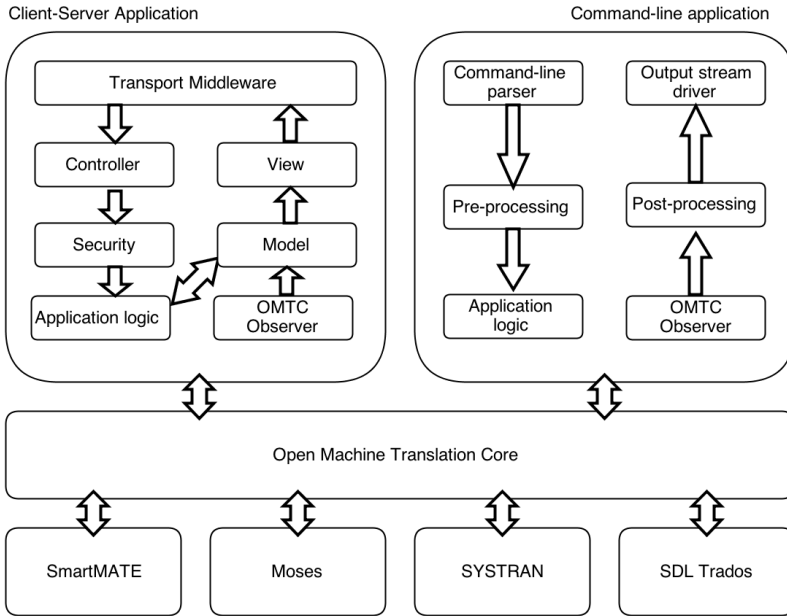 Client-Server Application
Command-line application
Transport Middleware
Controller
View
Security
Model
Application logic
OMTC
Observer
Command-line
parser
Output stream
driver
Pre-processing
Post-processing
Application
logic
OMTC
Observer
Open Machine Translation Core
SmartMATE
Moses
SYSTRAN
SDL Trados